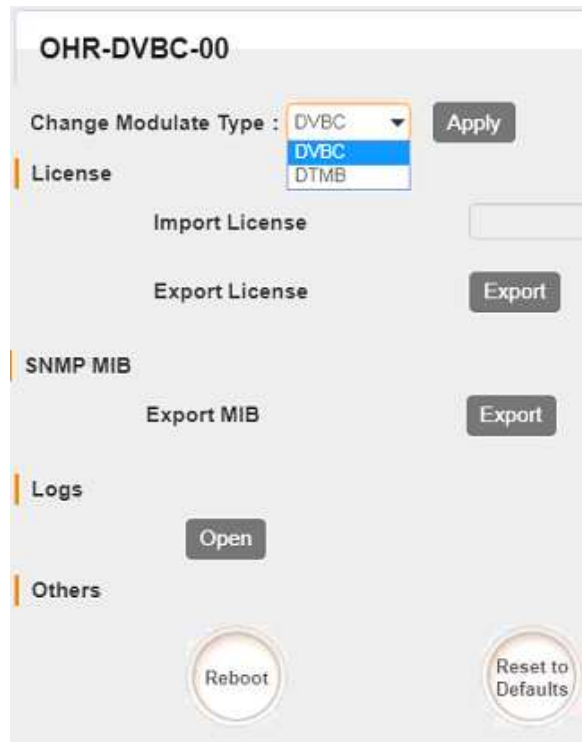 OHR-DVBC-00
Change Modulate Type : DVBC Apply
DVBC
DTMB
License
Import License
Export License Export
SNMP MIB
Export MIB Export
Logs
Open
Others
Reboot
Reset to
Defaults